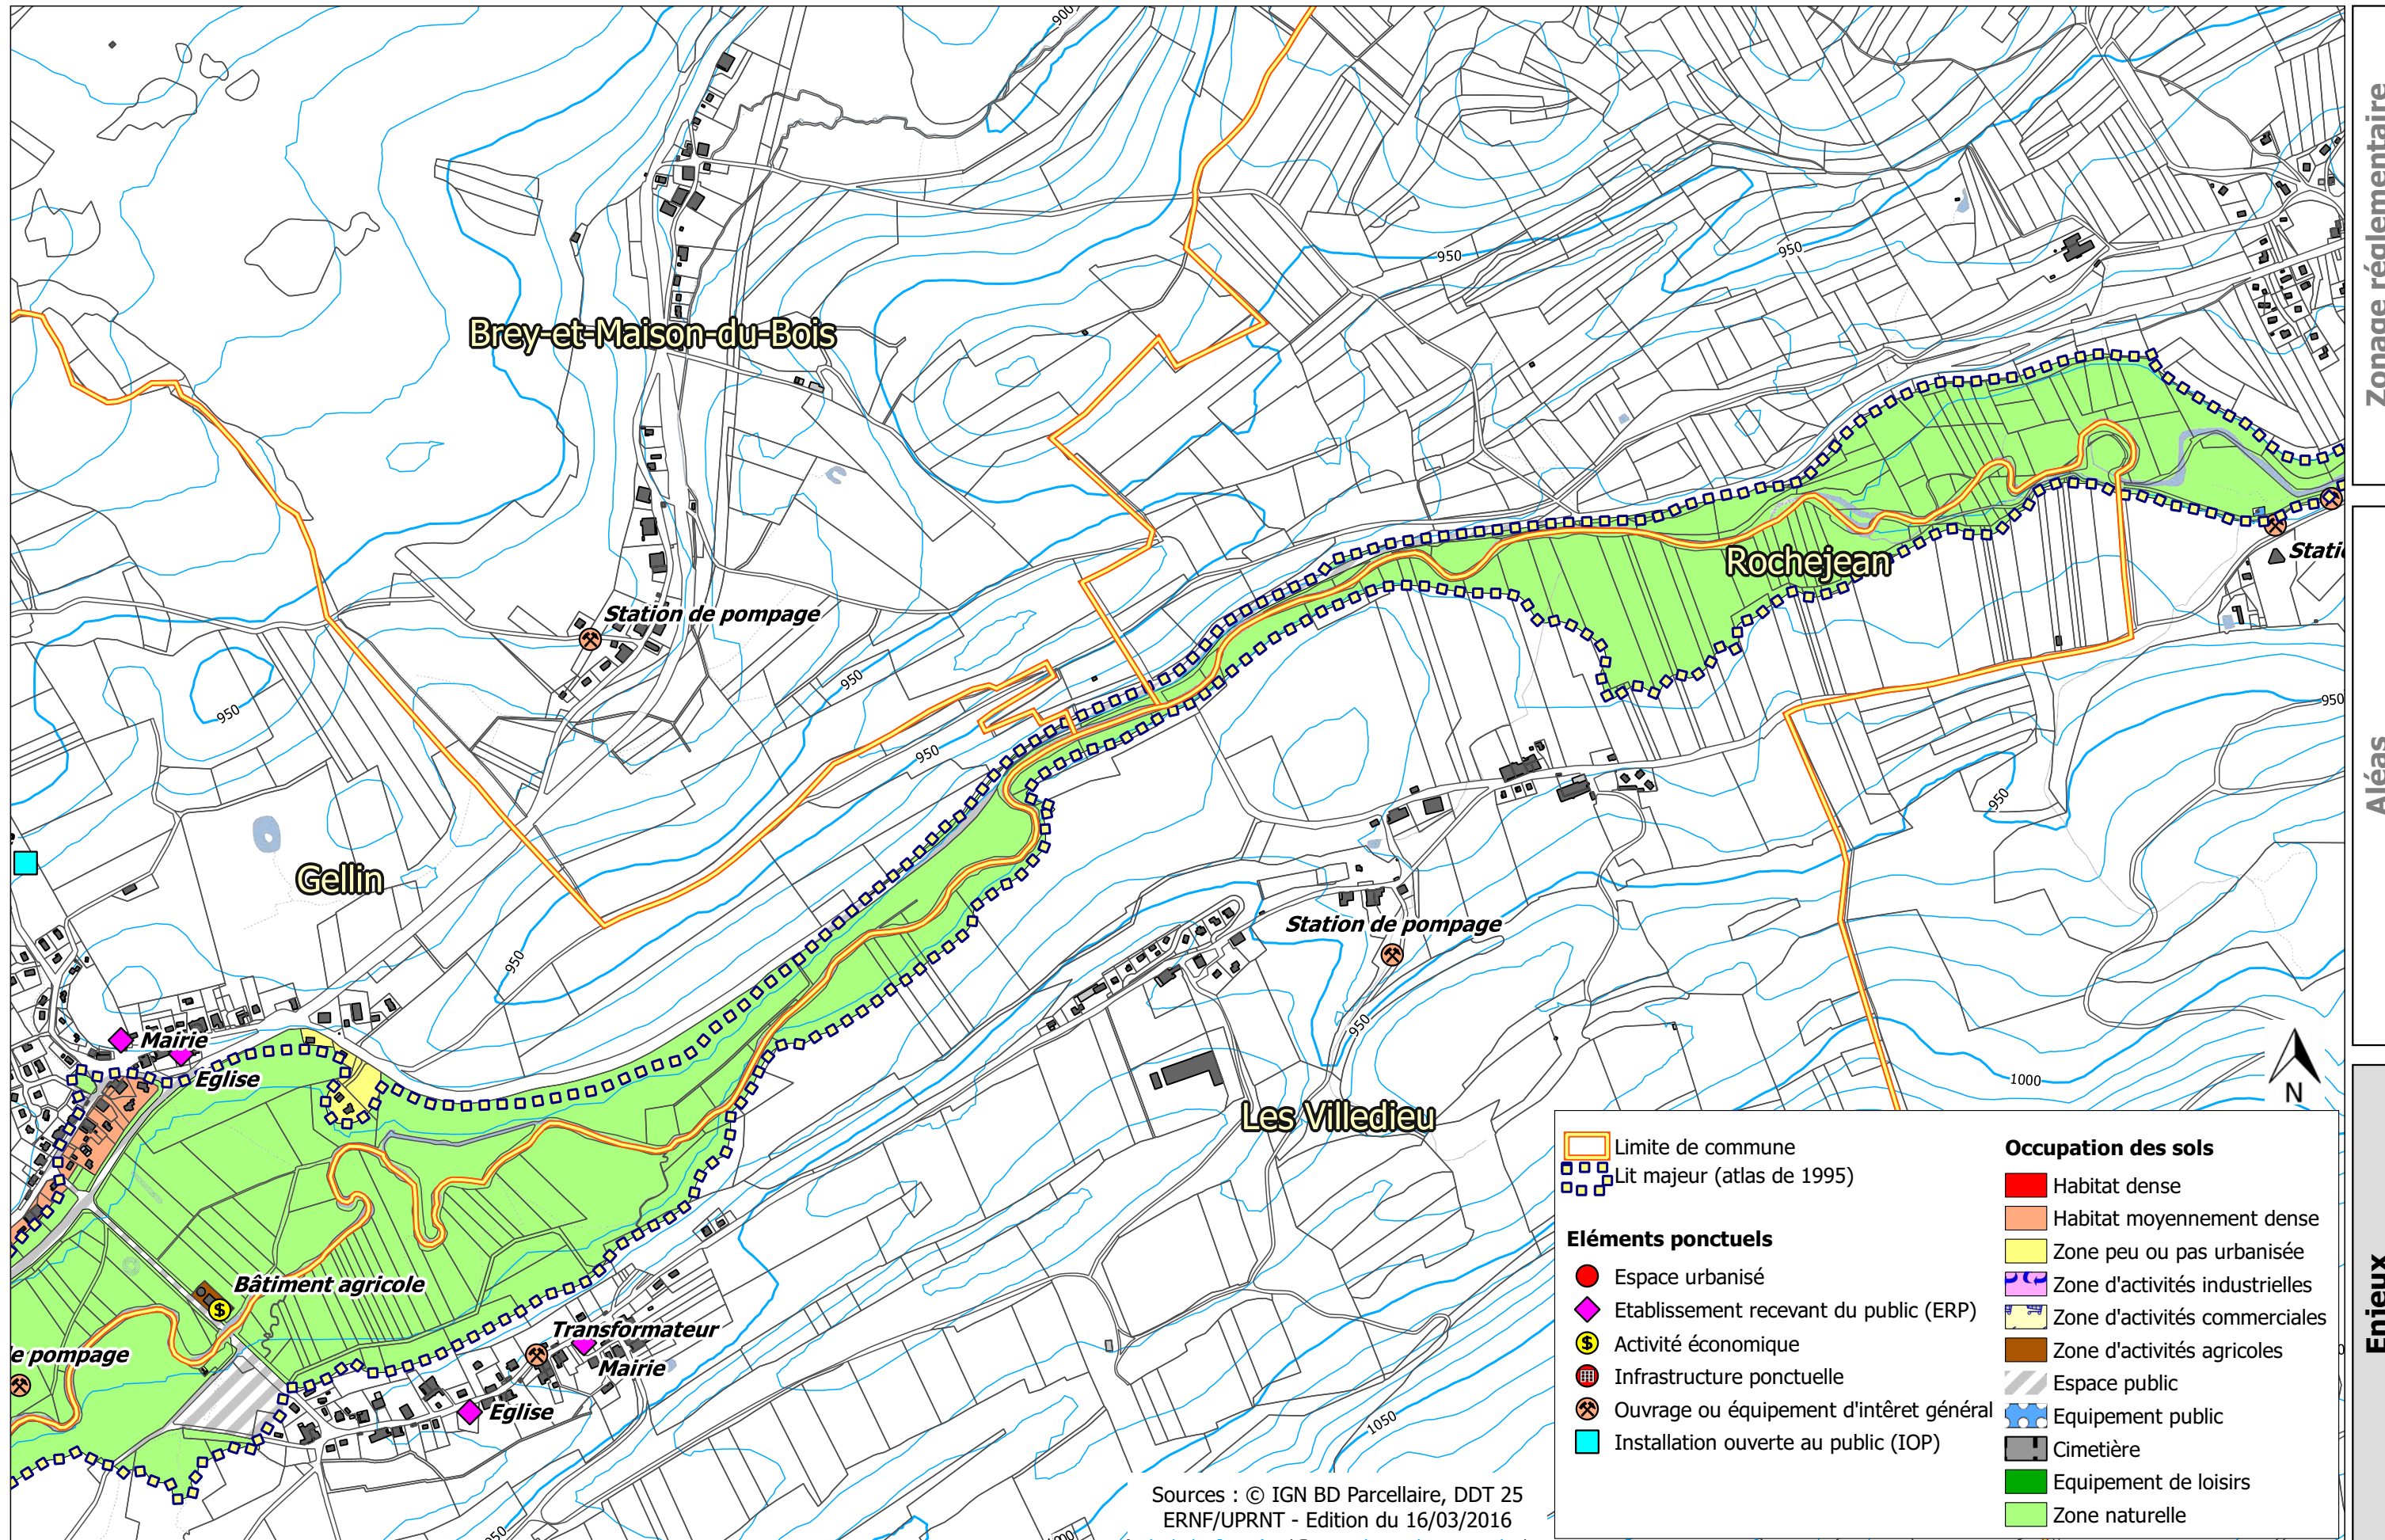 900
Zonage réglementaire
950
950
Brey-et-Maison-du-Bois
Rochejean
Station de pompage
950
950
950
950
950
Aléas
Gellin
Station de pompage
950
950
Mairie
Eglise
1000
Les Villedieu
Bâtiment agricole
Transformateur
Mairie
Eglise
e pompage
1050
N
Limite de commune
Lit majeur (atlas de 1995)
Eléments ponctuels
Espace urbanisé
Etablissement recevant du public (ERP)
Activité économique
Infrastructure ponctuelle
Ouvrage ou équipement d'intêret général
Installation ouverte au public (IOP)
Occupation des sols
Habitat dense
Habitat moyennement dense
Zone peu ou pas urbanisée
Zone d'activités industrielles
Zone d'activités commerciales
Zone d'activités agricoles
Espace public
Equipement public
Cimetière
Equipement de loisirs
Zone naturelle
Enjeux
Sources : © IGN BD Parcellaire, DDT 25
ERNF/UPRNT - Edition du 16/03/2016